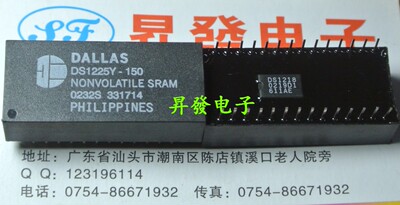 SF
DALLAS
DS1225Y-150
NONVOLATILE SRAM
0232S 331714
PHILIPPINES
DS1218
0219D1
611AE
昇發电子
昇發电子
地址：广东省汕头市潮南区陈店镇溪口老人院旁
Q Q：123196114
电话：0754-86671932 传真：0754-86671932